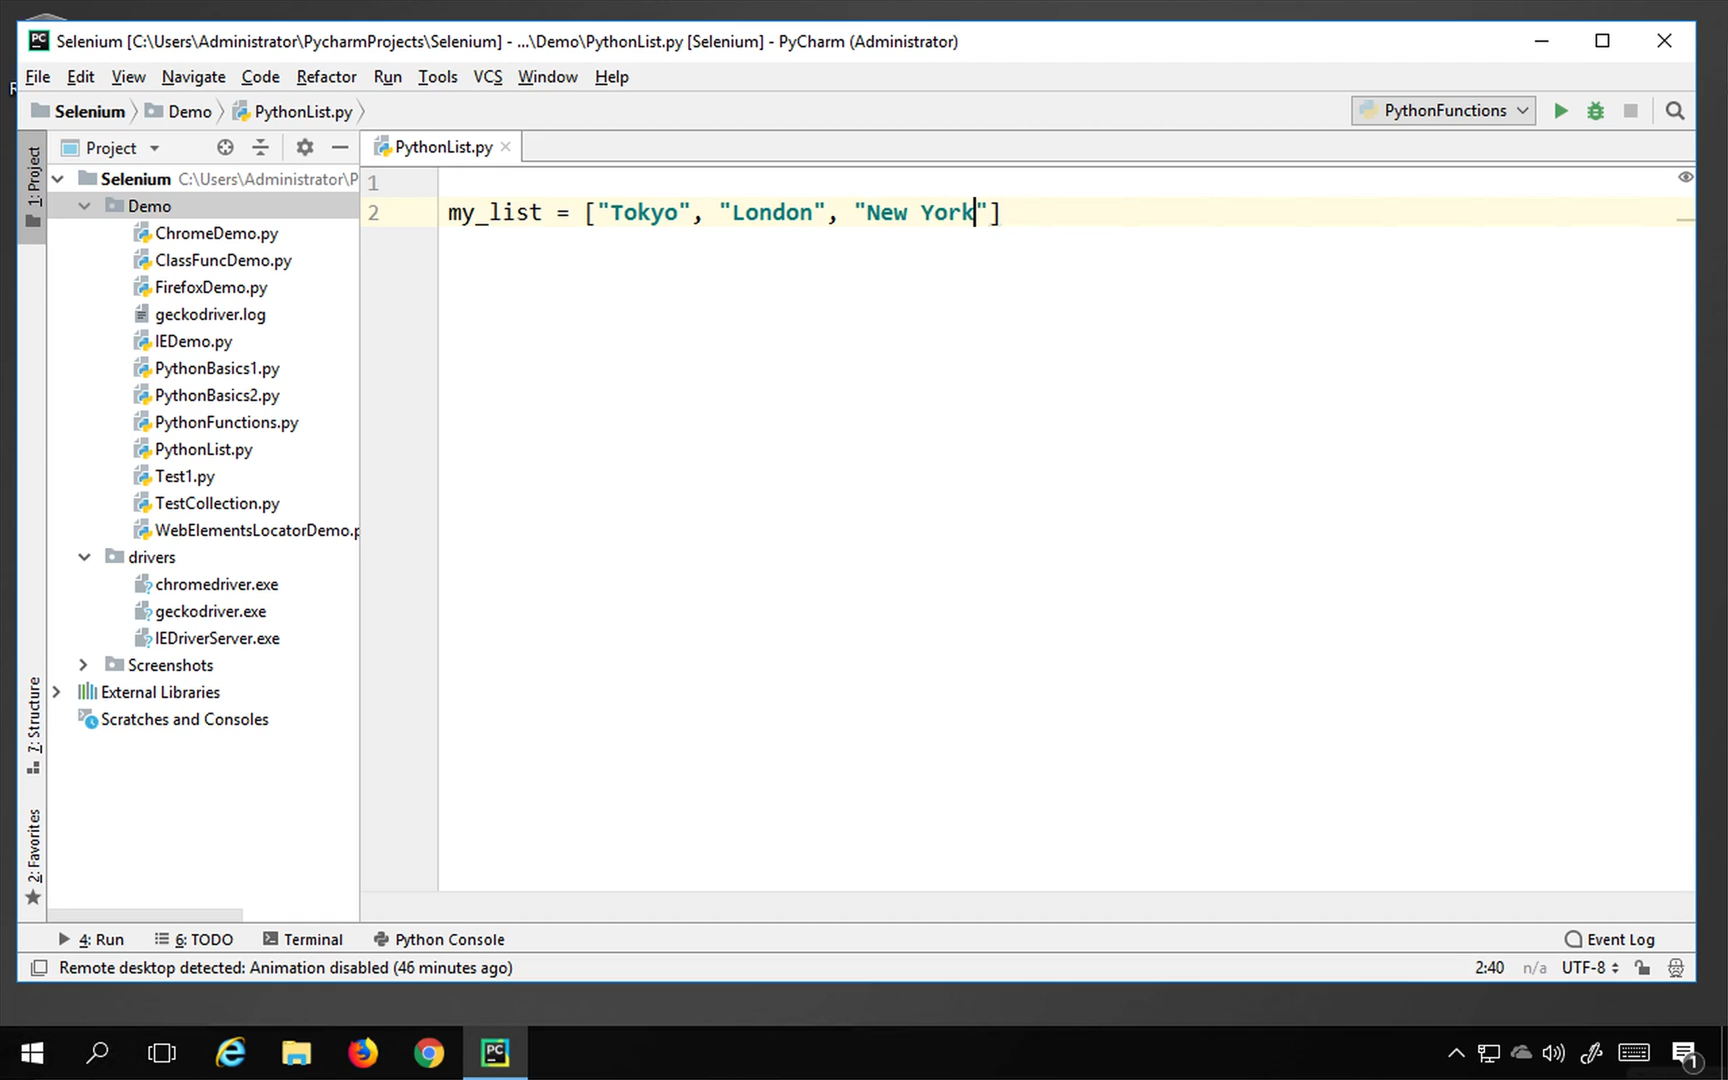 Selenium [C:\Users\Administrator\PycharmProjects\Selenium] - ...\Demo\PythonList.py [Selenium] - PyCharm (Administrator)
File Edit View Navigate Code Refactor Run Tools VCS Window Help
Selenium Demo PythonList.py PythonFunctions
1: Project
Project PythonList.py
Selenium C:\Users\Administrator\P
Demo
ChromeDemo.py
ClassFuncDemo.py
FirefoxDemo.py
geckodriver.log
IEDemo.py
PythonBasics1.py
PythonBasics2.py
PythonFunctions.py
PythonList.py
Test1.py
TestCollection.py
WebElementsLocatorDemo.p
drivers
chromedriver.exe
geckodriver.exe
IEDriverServer.exe
Screenshots
External Libraries
Scratches and Consoles
1
2 my_list = ["Tokyo", "London", "New York"]
7: Structure
2: Favorites
4: Run 6: TODO Terminal Python Console Event Log
Remote desktop detected: Animation disabled (46 minutes ago) 2:40 n/a UTF-8
PC
1